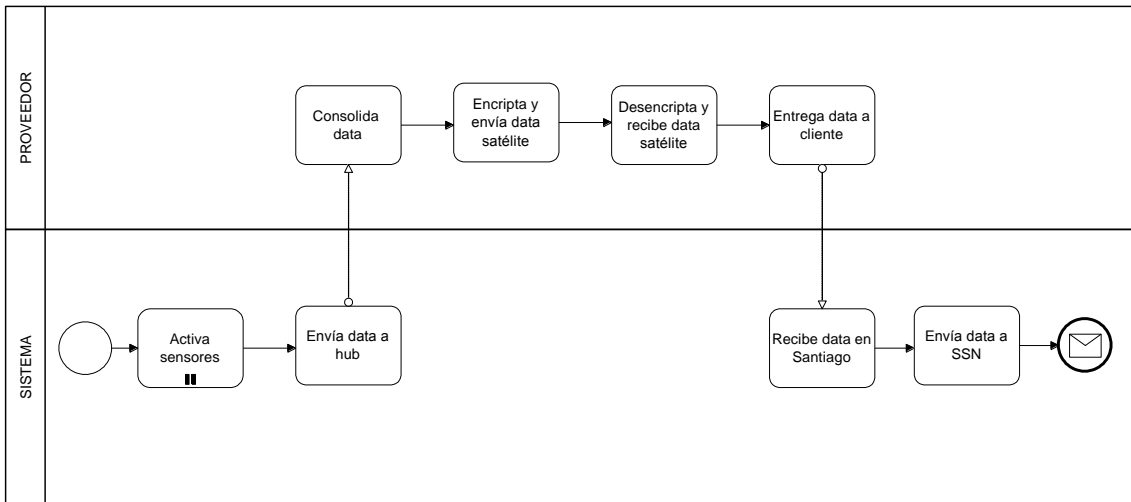 PROVEEDOR
Consolida
data
Encripta y
envía data
satélite
Desencripta y
recibe data
satélite
Entrega data a
cliente
SISTEMA
Activa
sensores
Envía data a
hub
Recibe data en
Santiago
Envía data a
SSN